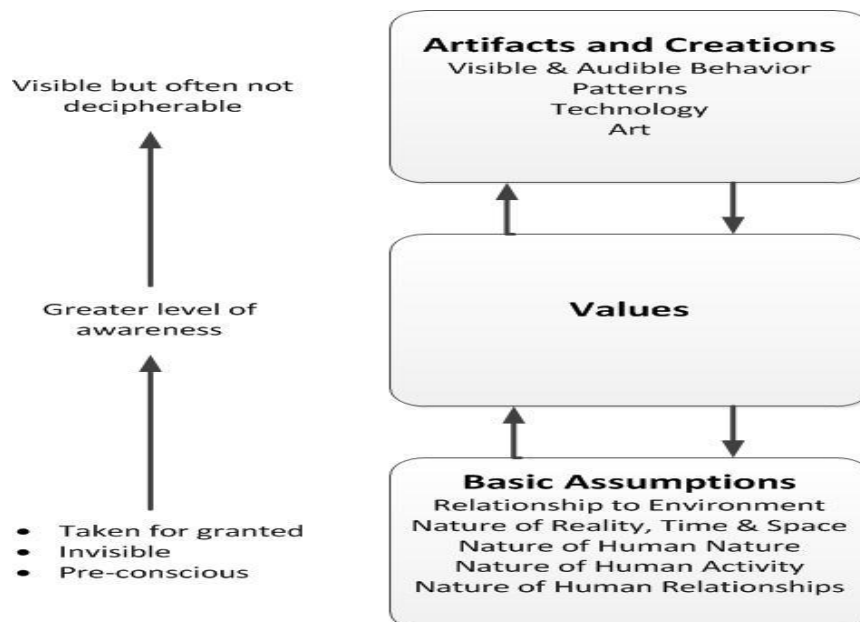 Artifacts and Creations
Visible & Audible Behavior
Patterns
Technology
Art
Visible but often not
decipherable
Values
Greater level of
awareness
Basic Assumptions
Relationship to Environment
Nature of Reality, Time & Space
Nature of Human Nature
Nature of Human Activity
Nature of Human Relationships
• Taken for granted
• Invisible
• Pre-conscious